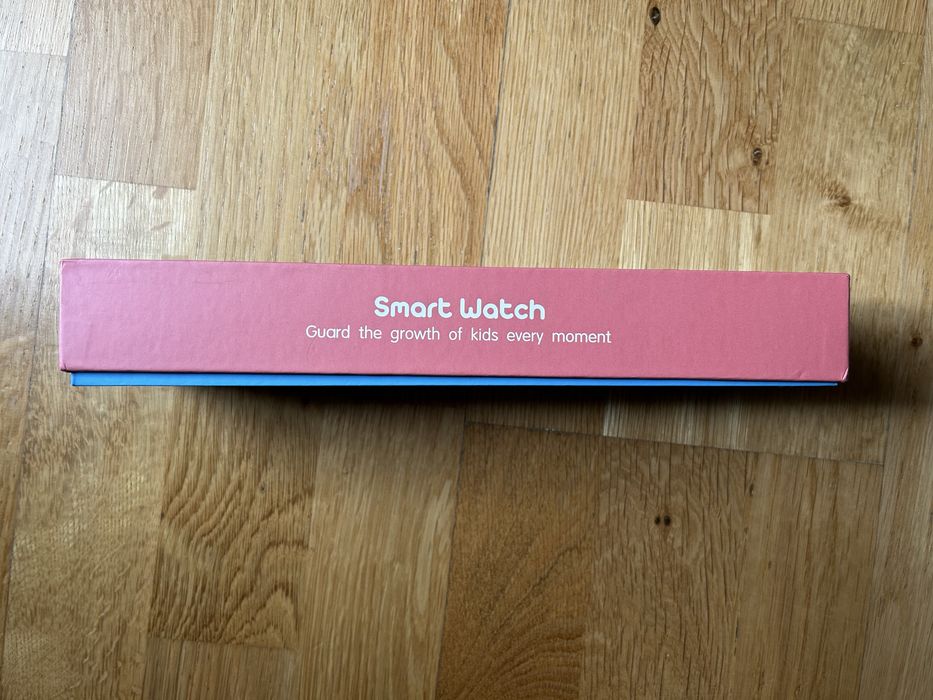 Smart Watch
Guard the growth of kids every moment